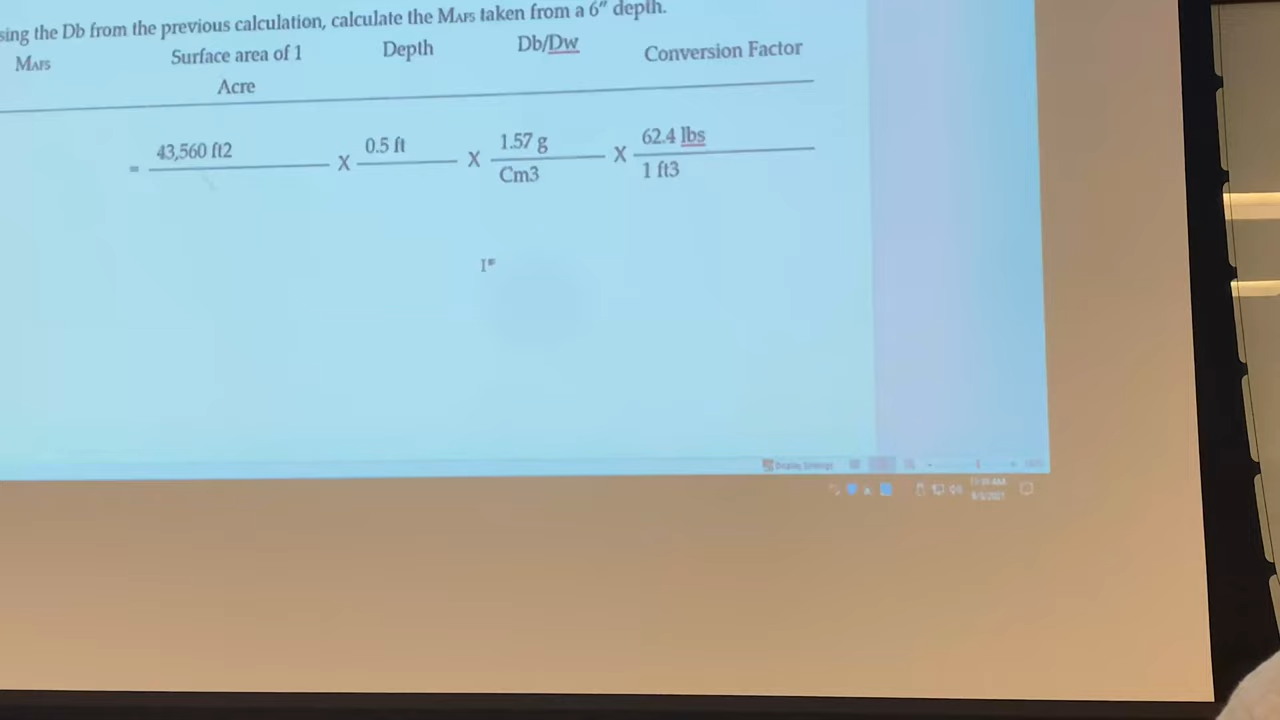 sing the Db from the previous calculation, calculate the MAFS taken from a 6” depth.
MAFS Surface area of 1 Acre Depth Db/Dw Conversion Factor
= 43,560 ft2 X 0.5 ft X 1.57 g X 62.4 lbs
Cm3 1 ft3
Display Settings